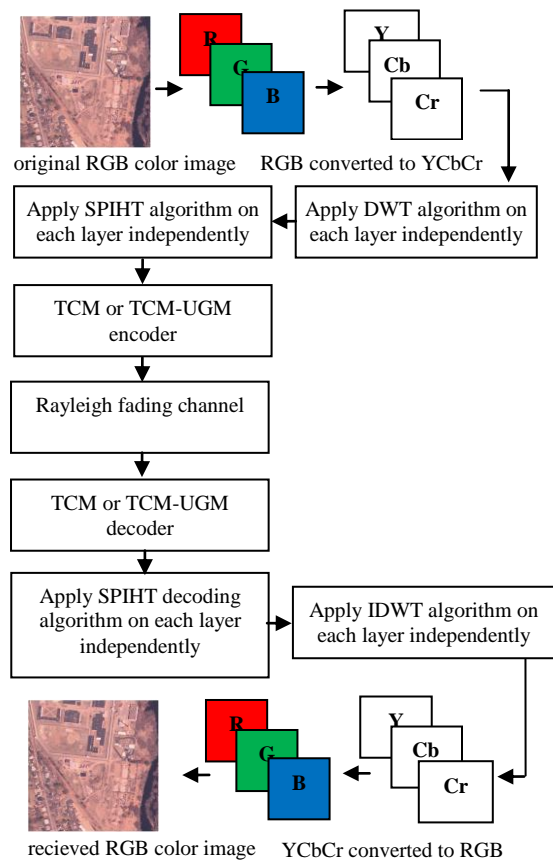 R
G
B
Y
Cb
Cr
original RGB color image
RGB converted to YCbCr
Apply SPIHT algorithm on
each layer independently
Apply DWT algorithm on
each layer independently
TCM or TCM-UGM
encoder
Rayleigh fading channel
TCM or TCM-UGM
decoder
Apply SPIHT decoding
algorithm on each layer
independently
Apply IDWT algorithm on
each layer independently
R
G
B
Y
Cb
Cr
recieved RGB color image
YCbCr converted to RGB